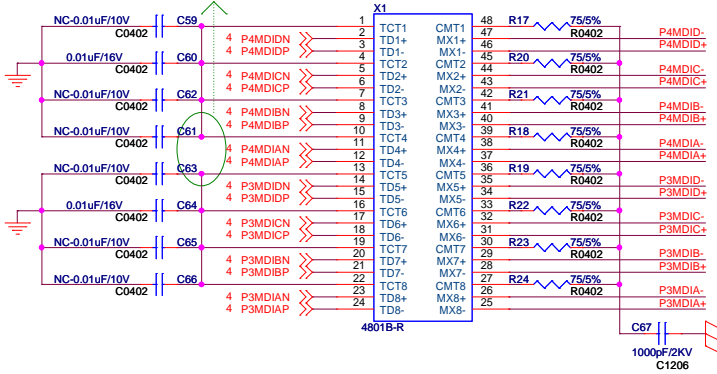 X1
4801B-R
NC-0.01uF/10V C59
C0402
0.01uF/16V C60
C0402
NC-0.01uF/10V C62
C0402
NC-0.01uF/10V C61
C0402
NC-0.01uF/10V C63
C0402
0.01uF/16V C64
C0402
NC-0.01uF/10V C65
C0402
NC-0.01uF/10V C66
C0402
4 P4MDIDN
4 P4MDIDP
4 P4MDICN
4 P4MDICP
4 P4MDIBN
4 P4MDIBP
4 P4MDIAN
4 P4MDIAP
4 P3MDIDN
4 P3MDIDP
4 P3MDICN
4 P3MDICP
4 P3MDIBN
4 P3MDIBP
4 P3MDIAN
4 P3MDIAP
1 TCT1 CMT1 48
2 TD1+ MX1+ 47
3 TD1- MX1- 46
4 TCT2 CMT2 45
5 TD2+ MX2+ 44
6 TD2- MX2- 43
7 TCT3 CMT3 42
8 TD3+ MX3+ 41
9 TD3- MX3- 40
10 TCT4 CMT4 39
11 TD4+ MX4+ 38
12 TD4- MX4- 37
13 TCT5 CMT5 36
14 TD5+ MX5+ 35
15 TD5- MX5- 34
16 TCT6 CMT6 33
17 TD6+ MX6+ 32
18 TD6- MX6- 31
19 TCT7 CMT7 30
20 TD7+ MX7+ 29
21 TD7- MX7- 28
22 TCT8 CMT8 27
23 TD8+ MX8+ 26
24 TD8- MX8- 25
R17 75/5%
R0402
R20 75/5%
R0402
R21 75/5%
R0402
R18 75/5%
R0402
R19 75/5%
R0402
R22 75/5%
R0402
R23 75/5%
R0402
R24 75/5%
R0402
P4MDID-
P4MDID+
P4MDIC-
P4MDIC+
P4MDIB-
P4MDIB+
P4MDIA-
P4MDIA+
P3MDID-
P3MDID+
P3MDIC-
P3MDIC+
P3MDIB-
P3MDIB+
P3MDIA-
P3MDIA+
C67
1000pF/2KV
C1206